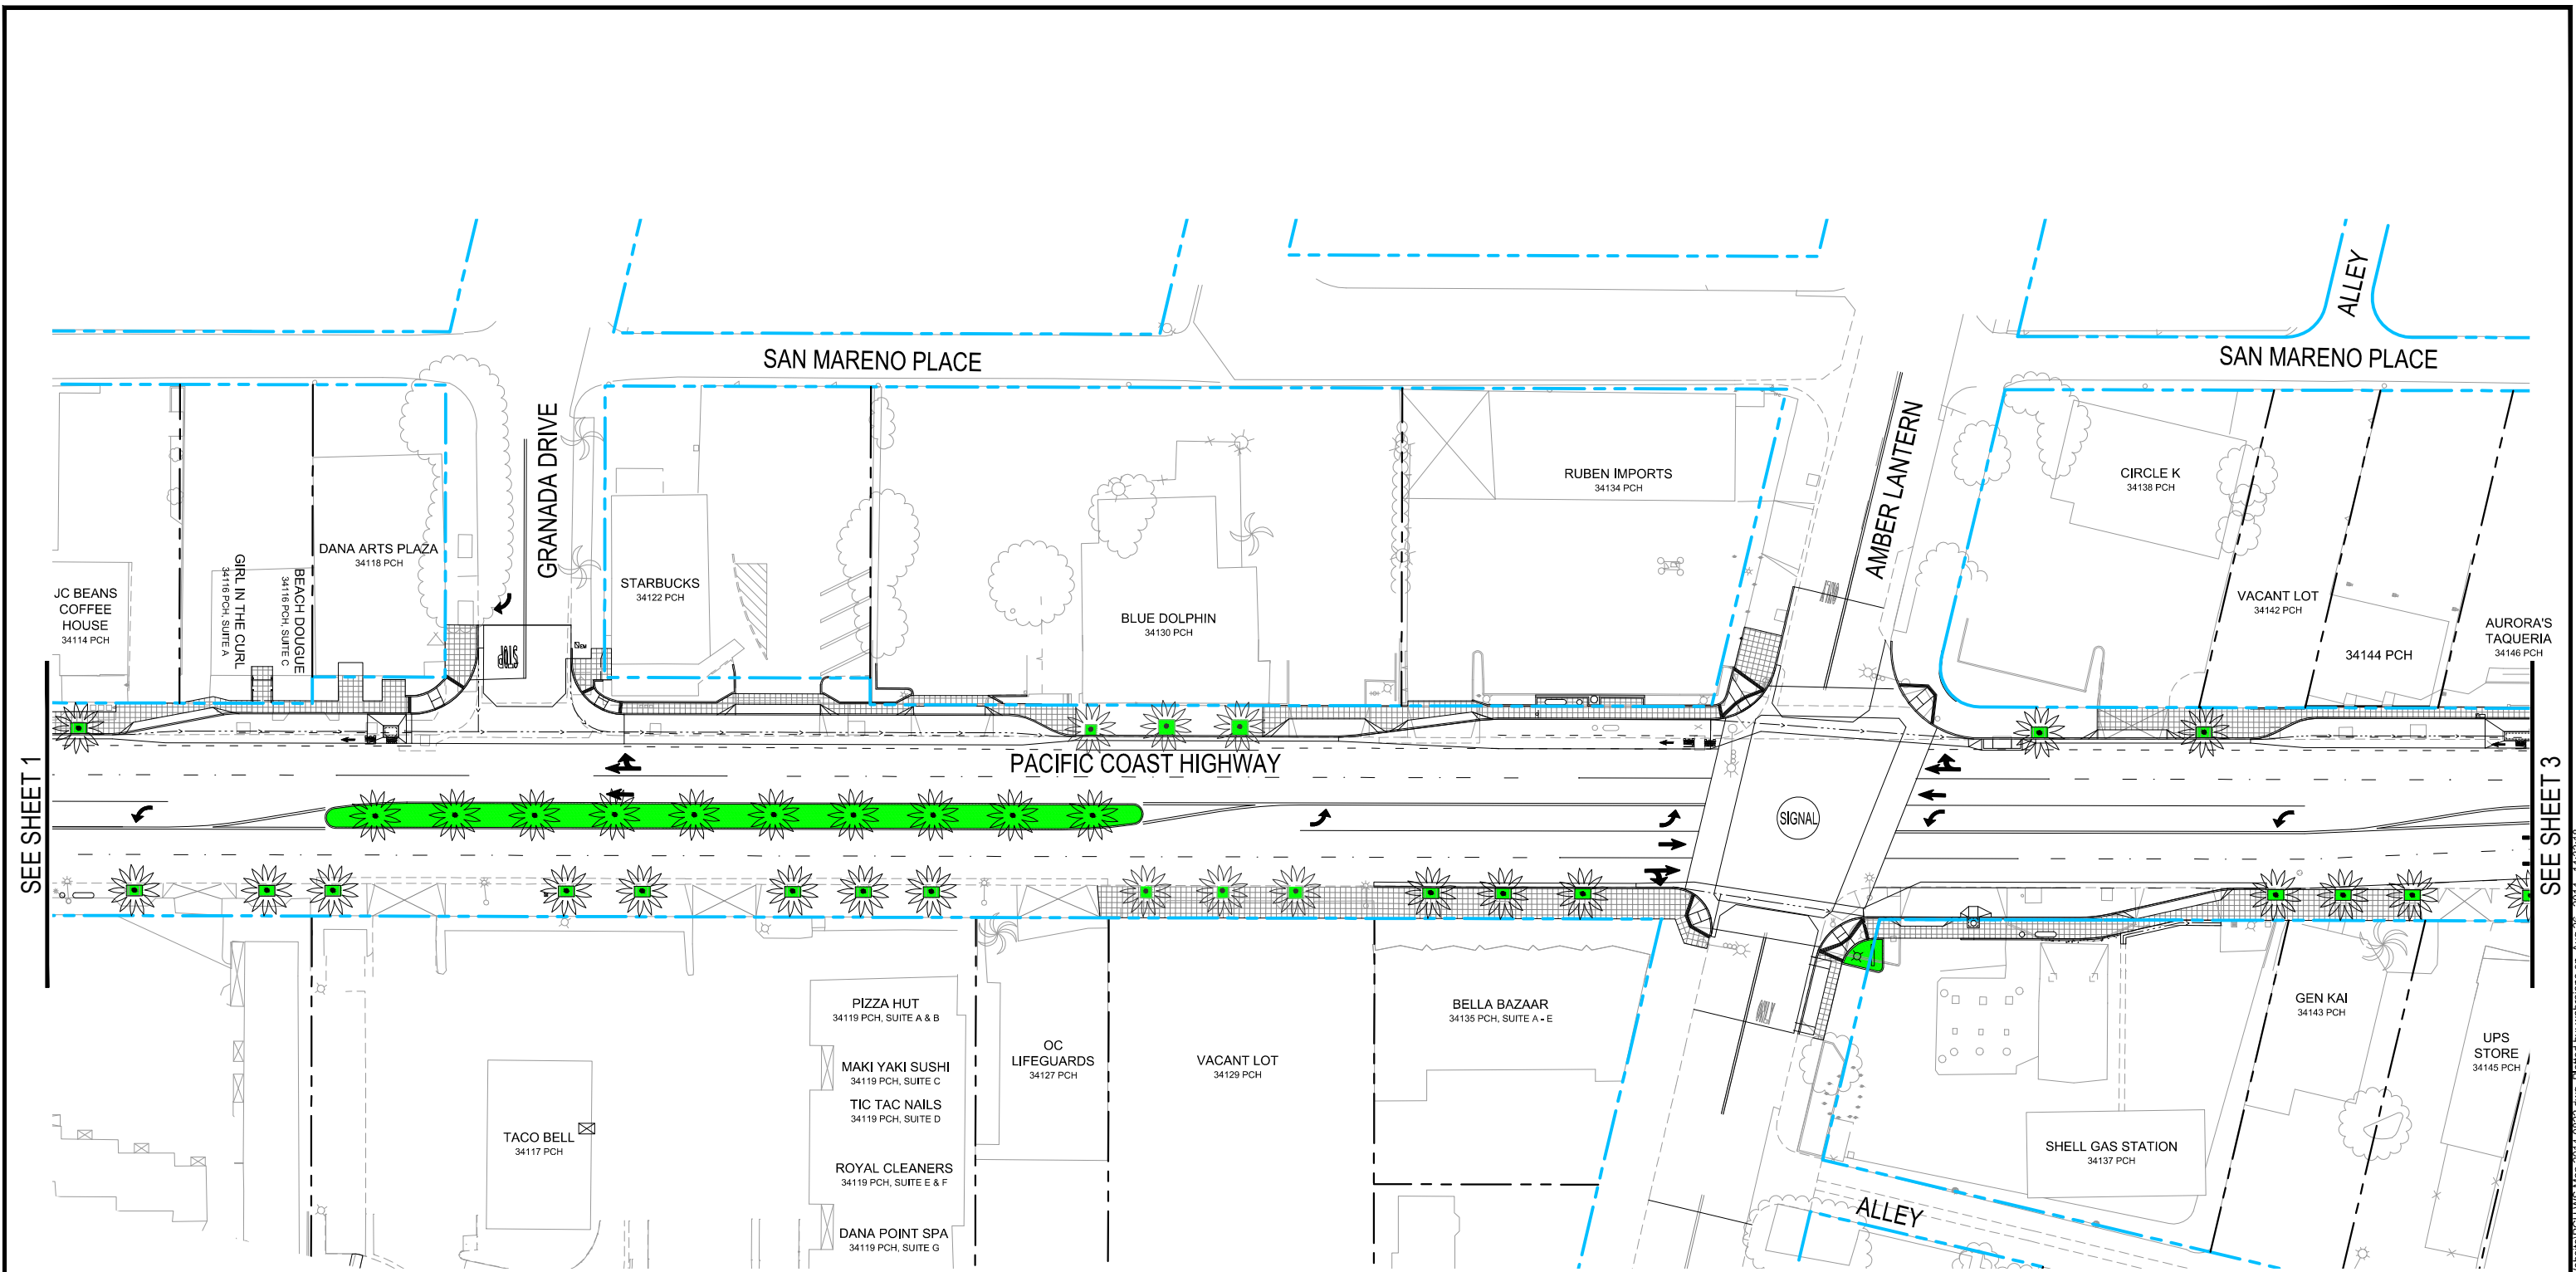 ALLEY
SAN MARENO PLACE
SAN MARENO PLACE
GRANADA DRIVE
AMBER LANTERN
JC BEANS
COFFEE
HOUSE
34114 PCH
GIRL IN THE CURL
34116 PCH, SUITE A
BEACH DOUGUE
34116 PCH, SUITE C
DANA ARTS PLAZA
34118 PCH
STOP
STARBUCKS
34122 PCH
BLUE DOLPHIN
34130 PCH
RUBEN IMPORTS
34134 PCH
CIRCLE K
34138 PCH
VACANT LOT
34142 PCH
34144 PCH
AURORA'S
TAQUERIA
34146 PCH
SEE SHEET 1
PACIFIC COAST HIGHWAY
SIGNAL
SEE SHEET 3
TACO BELL
34117 PCH
PIZZA HUT
34119 PCH, SUITE A & B
MAKI YAKI SUSHI
34119 PCH, SUITE C
TIC TAC NAILS
34119 PCH, SUITE D
ROYAL CLEANERS
34119 PCH, SUITE E & F
DANA POINT SPA
34119 PCH, SUITE G
OC
LIFEGUARDS
34127 PCH
VACANT LOT
34129 PCH
BELLA BAZAAR
34135 PCH, SUITE A - E
SHELL GAS STATION
34137 PCH
GEN KAI
34143 PCH
UPS
STORE
34145 PCH
ALLEY